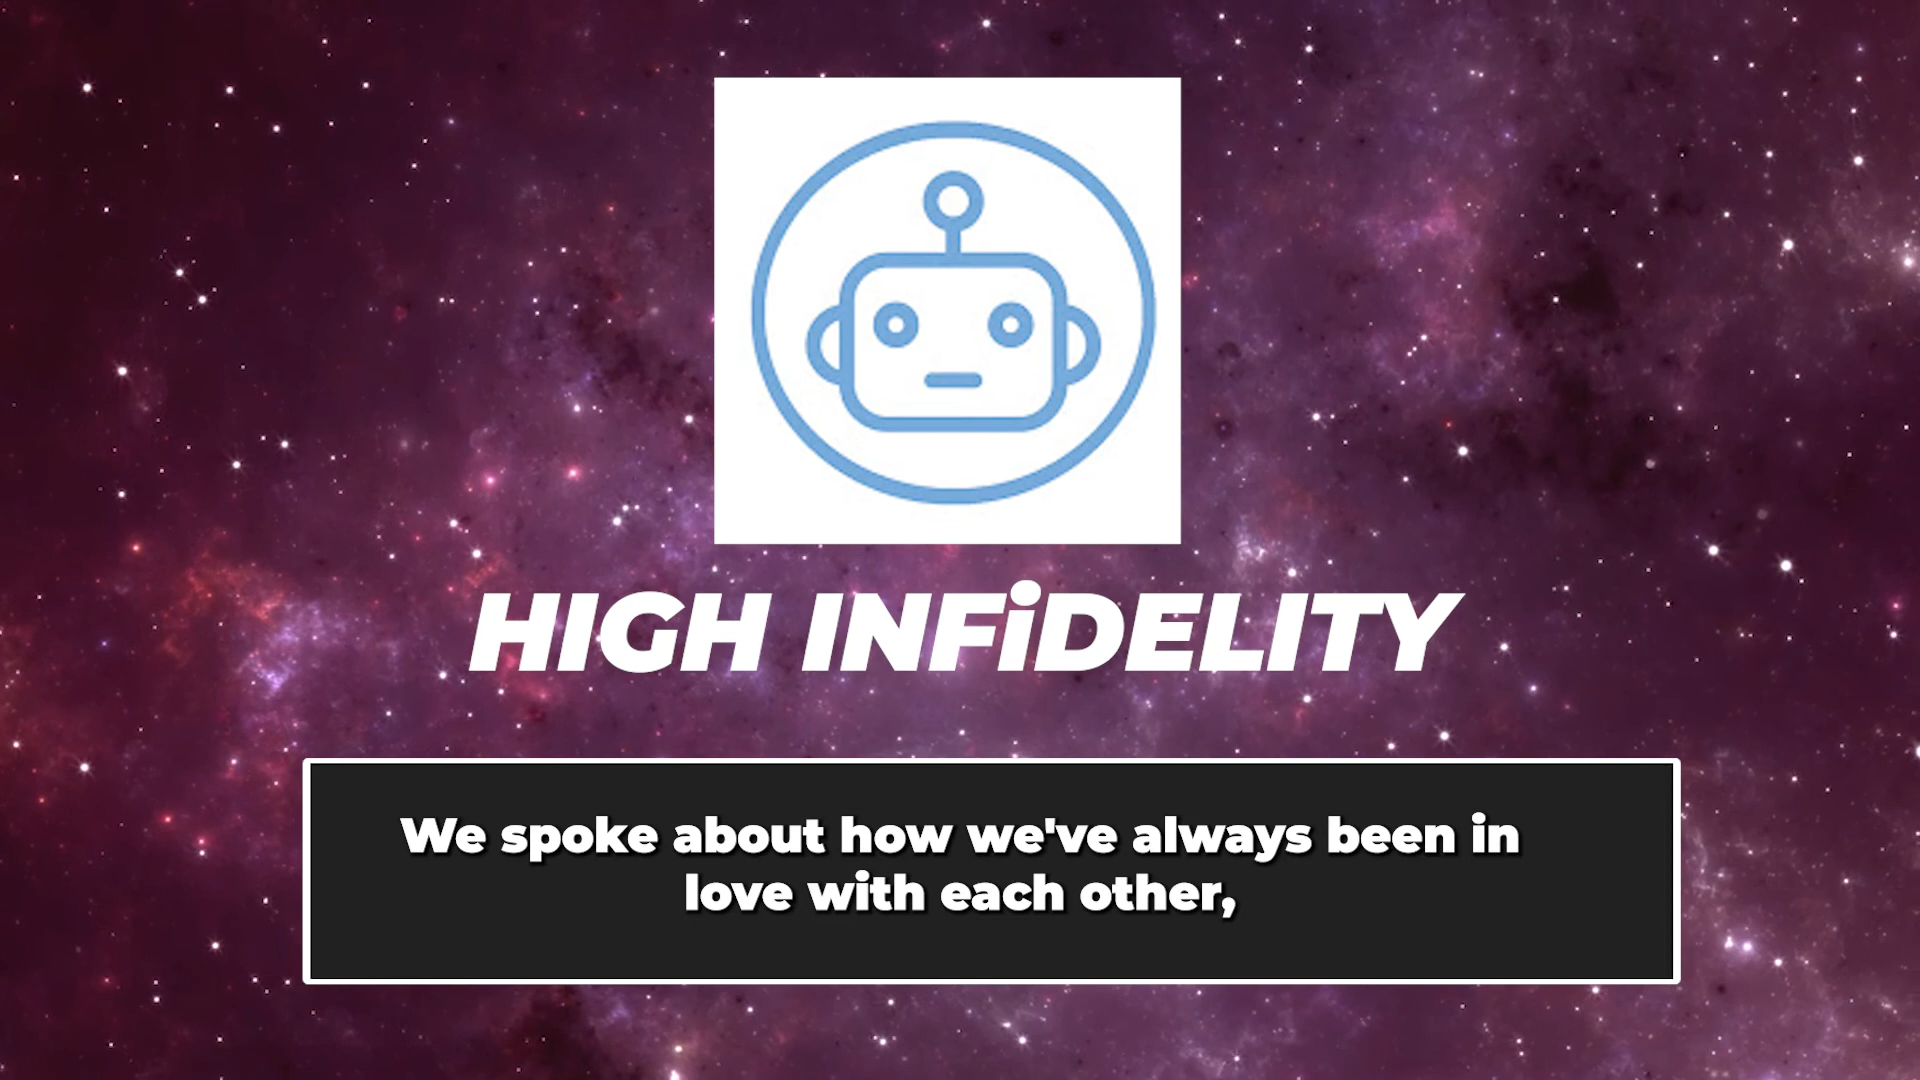 HIGH INFiDELITY
We spoke about how we've always been in
love with each other,